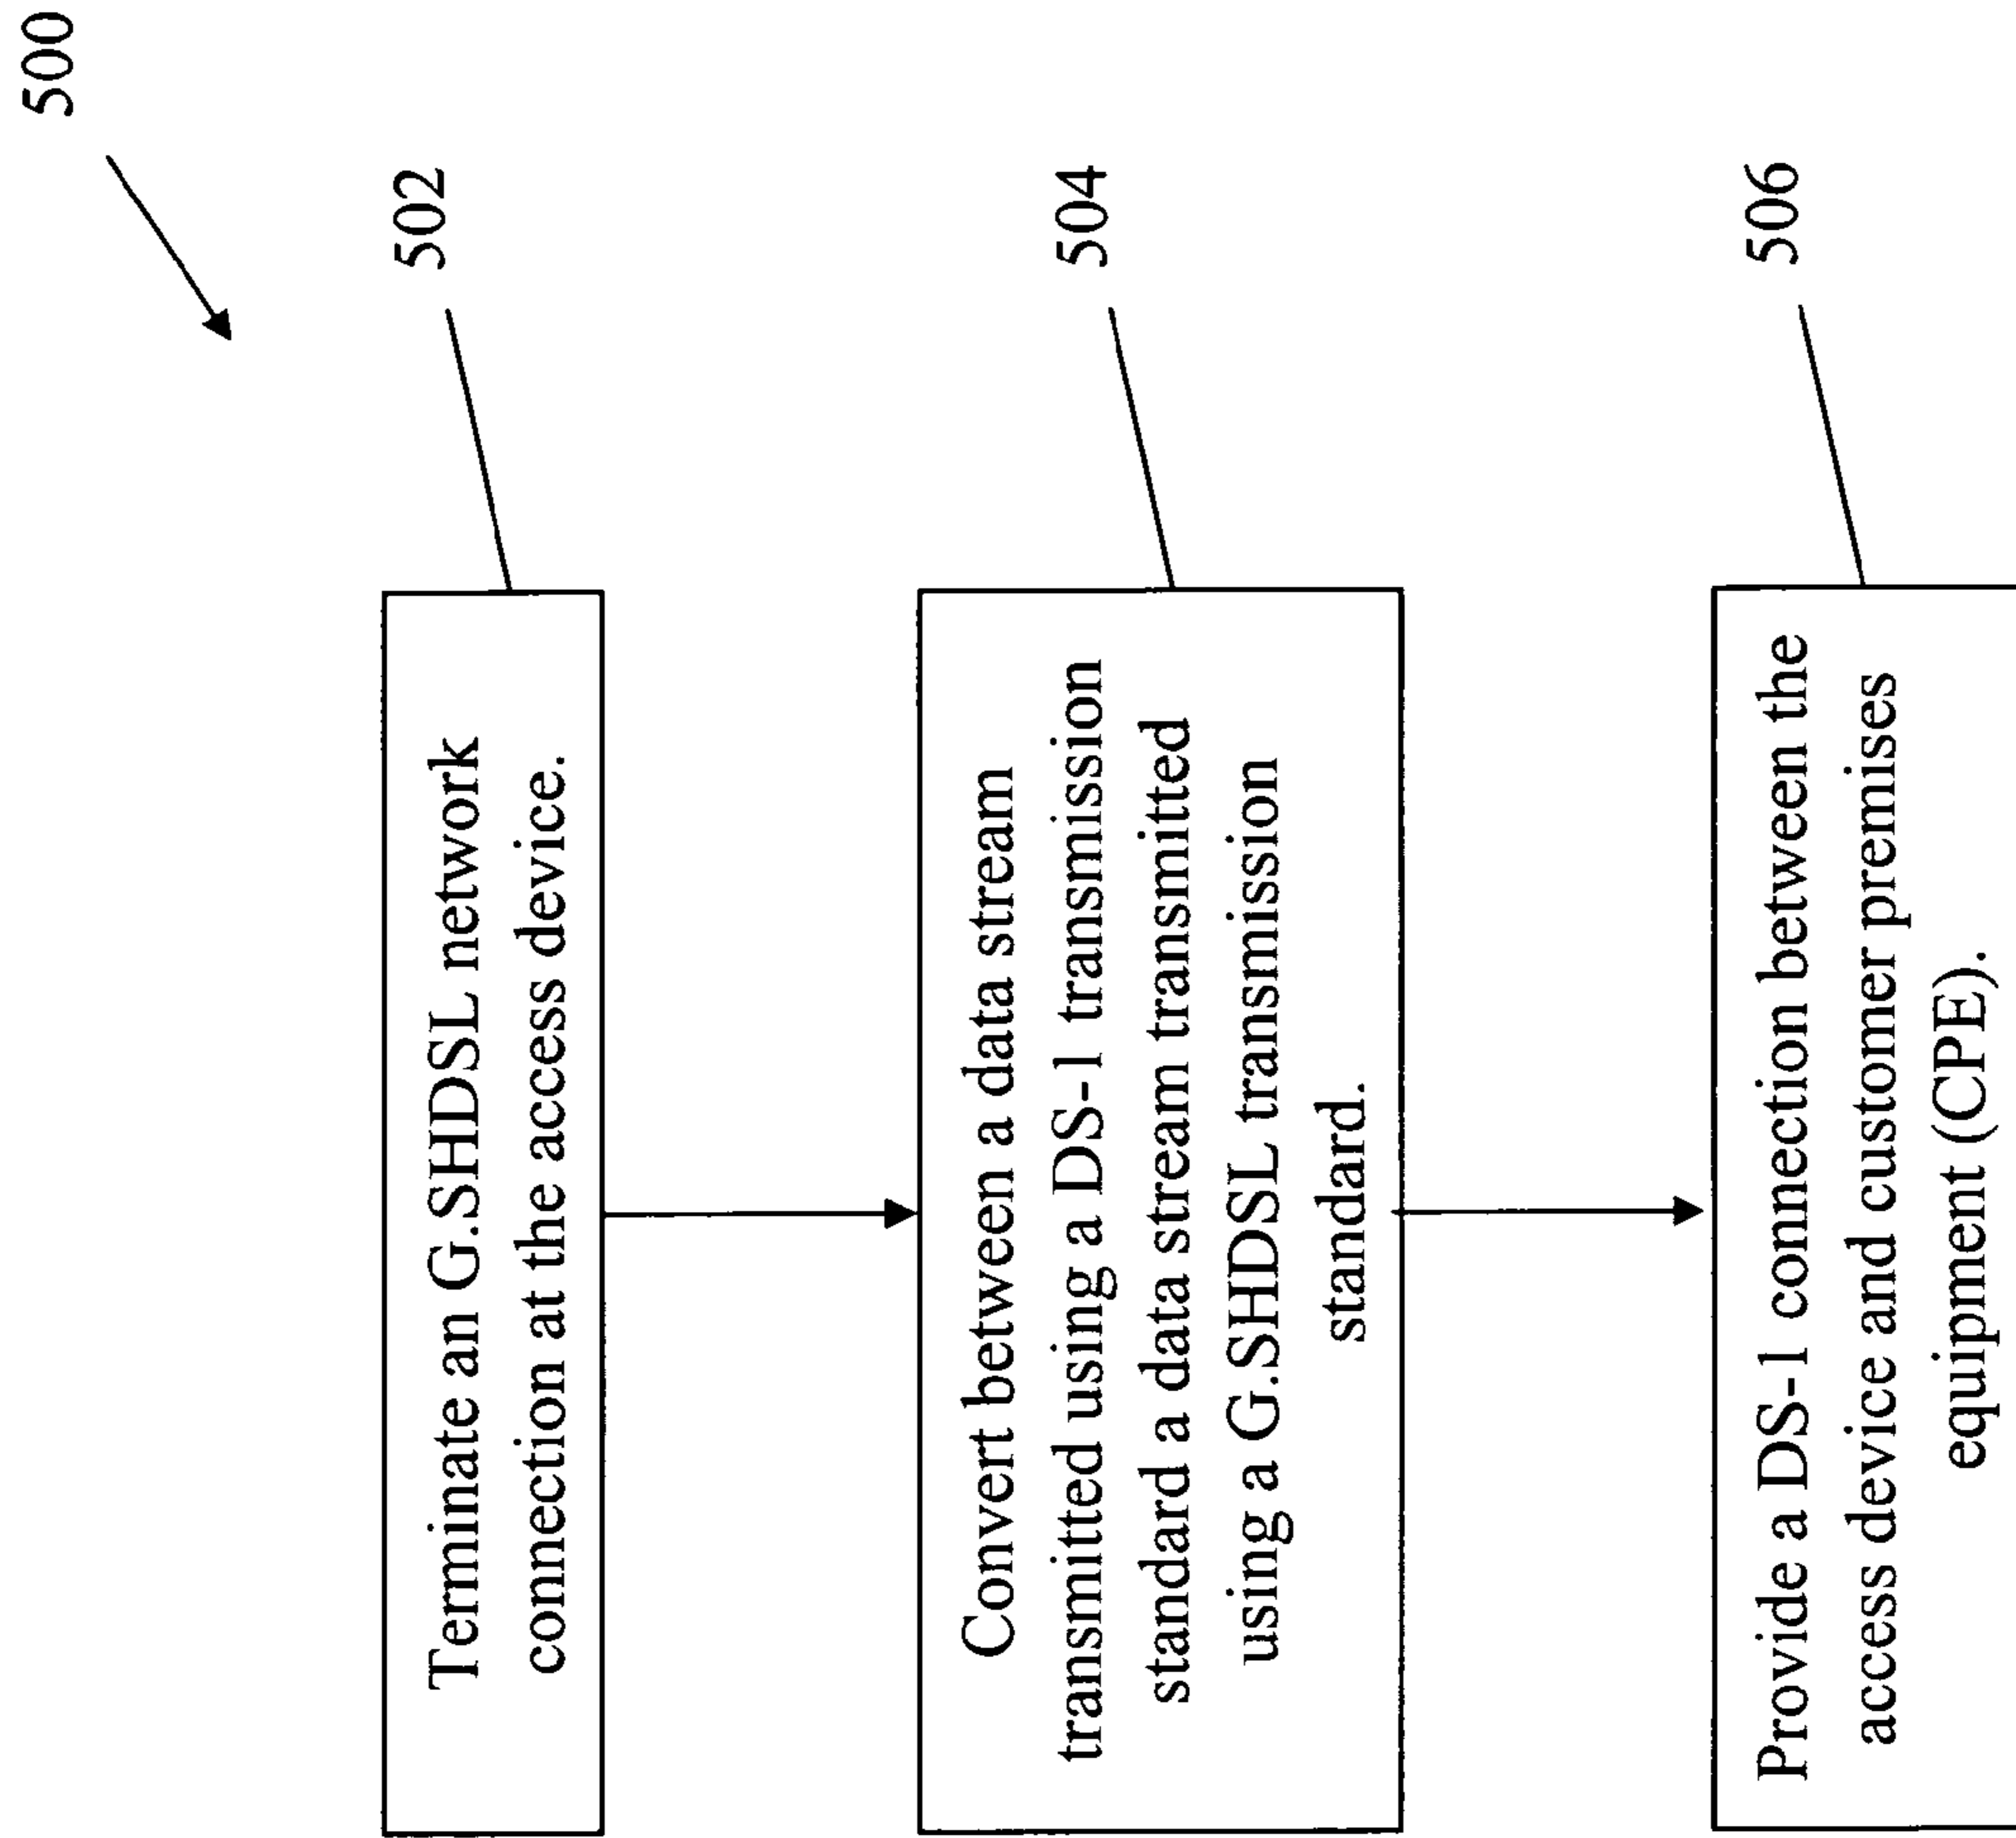 500
502
Terminate an G.SHDSL network
connection at the access device.
504
Convert between a data stream
transmitted using a DS-1 transmission
standard a data stream transmitted
using a G.SHDSL transmission
standard.
506
Provide a DS-1 connection between the
access device and customer premises
equipment (CPE).